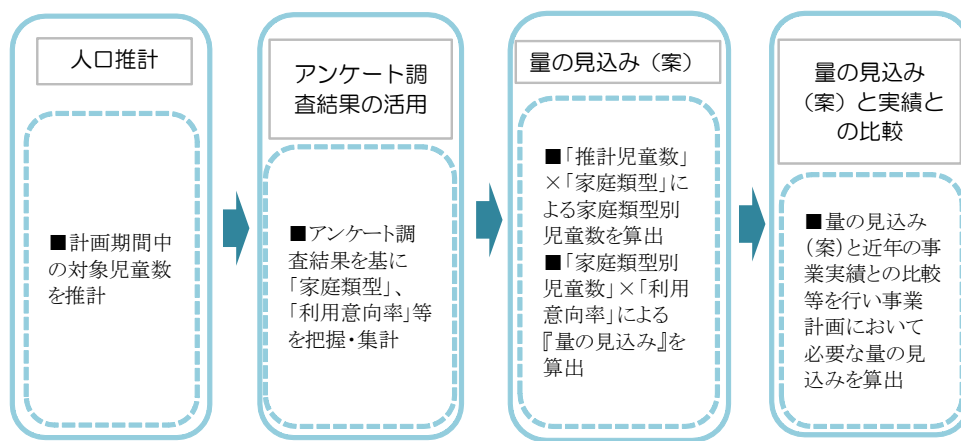 人口推計
■計画期間中
の対象児童数
を推計
アンケート調
査結果の活用
■アンケート調
査結果を基に
「家庭類型」、
「利用意向率」等
を把握・集計
量の見込み（案）
■「推計児童数」
×「家庭類型」に
よる家庭類型別
児童数を算出
■「家庭類型別
児童数」×「利用
意向率」による
『量の見込み』を
算出
量の見込み
（案）と実績と
の比較
■量の見込み
（案）と近年の事
業実績との比較
等を行い事業
計画において
必要な量の見
込みを算出